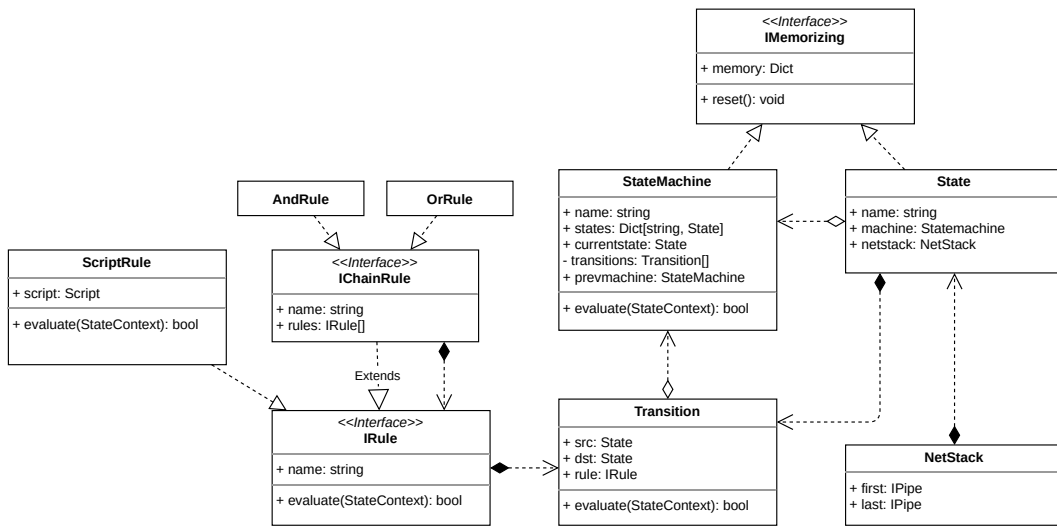 <<Interface>>
IMemorizing
+ memory: Dict
+ reset(): void
AndRule
OrRule
StateMachine
+ name: string
+ states: Dict[string, State]
+ currentstate: State
- transitions: Transition[]
+ prevmachine: StateMachine
+ evaluate(StateContext): bool
State
+ name: string
+ machine: Statemachine
+ netstack: NetStack
ScriptRule
+ script: Script
+ evaluate(StateContext): bool
<<Interface>>
IChainRule
+ name: string
+ rules: IRule[]
Extends
<<Interface>>
IRule
+ name: string
+ evaluate(StateContext): bool
Transition
+ src: State
+ dst: State
+ rule: IRule
+ evaluate(StateContext): bool
NetStack
+ first: IPipe
+ last: IPipe